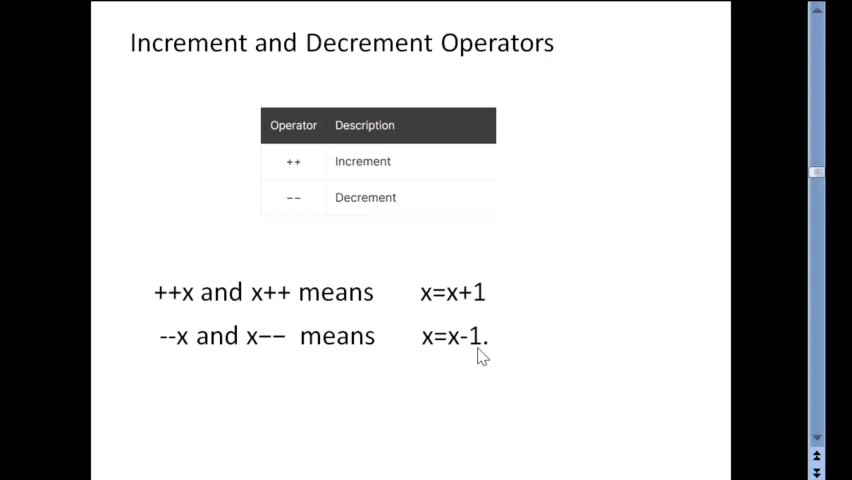 Increment and Decrement Operators
Operator Description
++ Increment
−− Decrement
++x and x++ means x=x+1
--x and x−− means x=x-1.